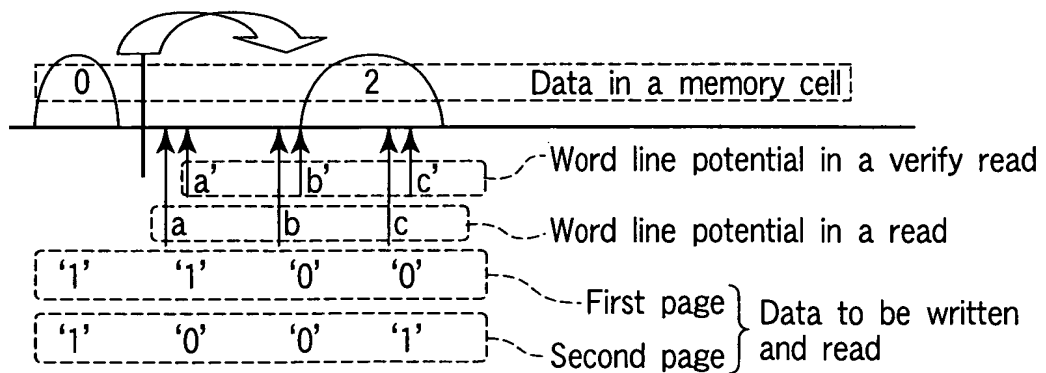 0 2 Data in a memory cell
a' b' c' Word line potential in a verify read
a b c Word line potential in a read
‘1’ ‘1’ ‘0’ ‘0’
First page
Data to be written
and read
‘1’ ‘0’ ‘0’ ‘1’
Second page